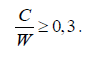 C/W ≥ 0,3.